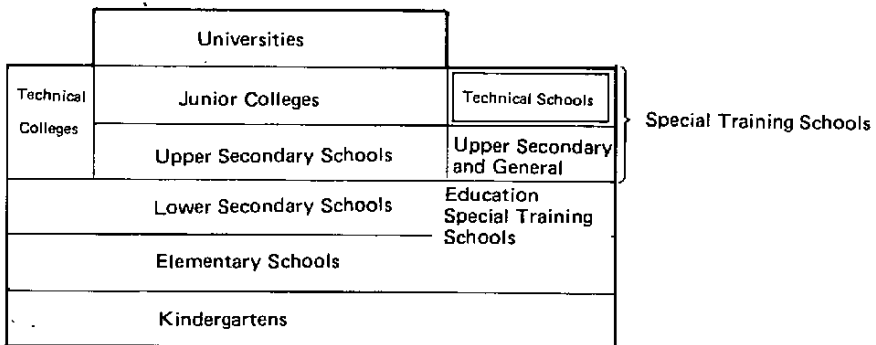 Universities
Technical
Colleges
Junior Colleges
Technical Schools
Special Training Schools
Upper Secondary Schools
Upper Secondary
and General
Lower Secondary Schools
Education
Special Training
Schools
Elementary Schools
Kindergartens